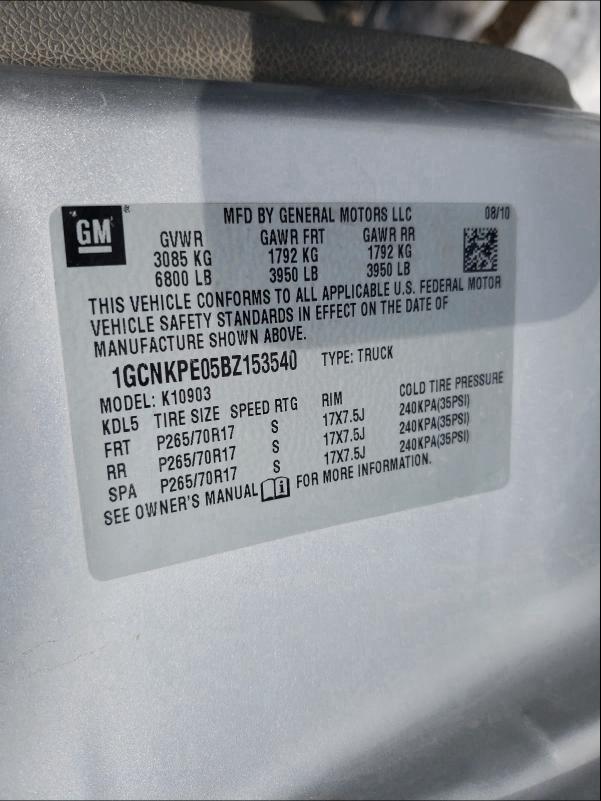 GM ® MFD BY GENERAL MOTORS LLC 08/10
GVWR GAWR FRT GAWR RR
3085 KG 1792 KG 1792 KG
6800 LB 3950 LB 3950 LB
THIS VEHICLE CONFORMS TO ALL APPLICABLE U.S. FEDERAL MOTOR
VEHICLE SAFETY STANDARDS IN EFFECT ON THE DATE OF
MANUFACTURE SHOWN ABOVE.
1GCNKPE05BZ153540 TYPE: TRUCK
MODEL: K10903
KDL5 TIRE SIZE SPEED RTG RIM COLD TIRE PRESSURE
FRT P265/70R17 S 17X7.5J 240KPA(35PSI)
RR P265/70R17 S 17X7.5J 240KPA(35PSI)
SPA P265/70R17 S 17X7.5J 240KPA(35PSI)
SEE OWNER'S MANUAL i FOR MORE INFORMATION.